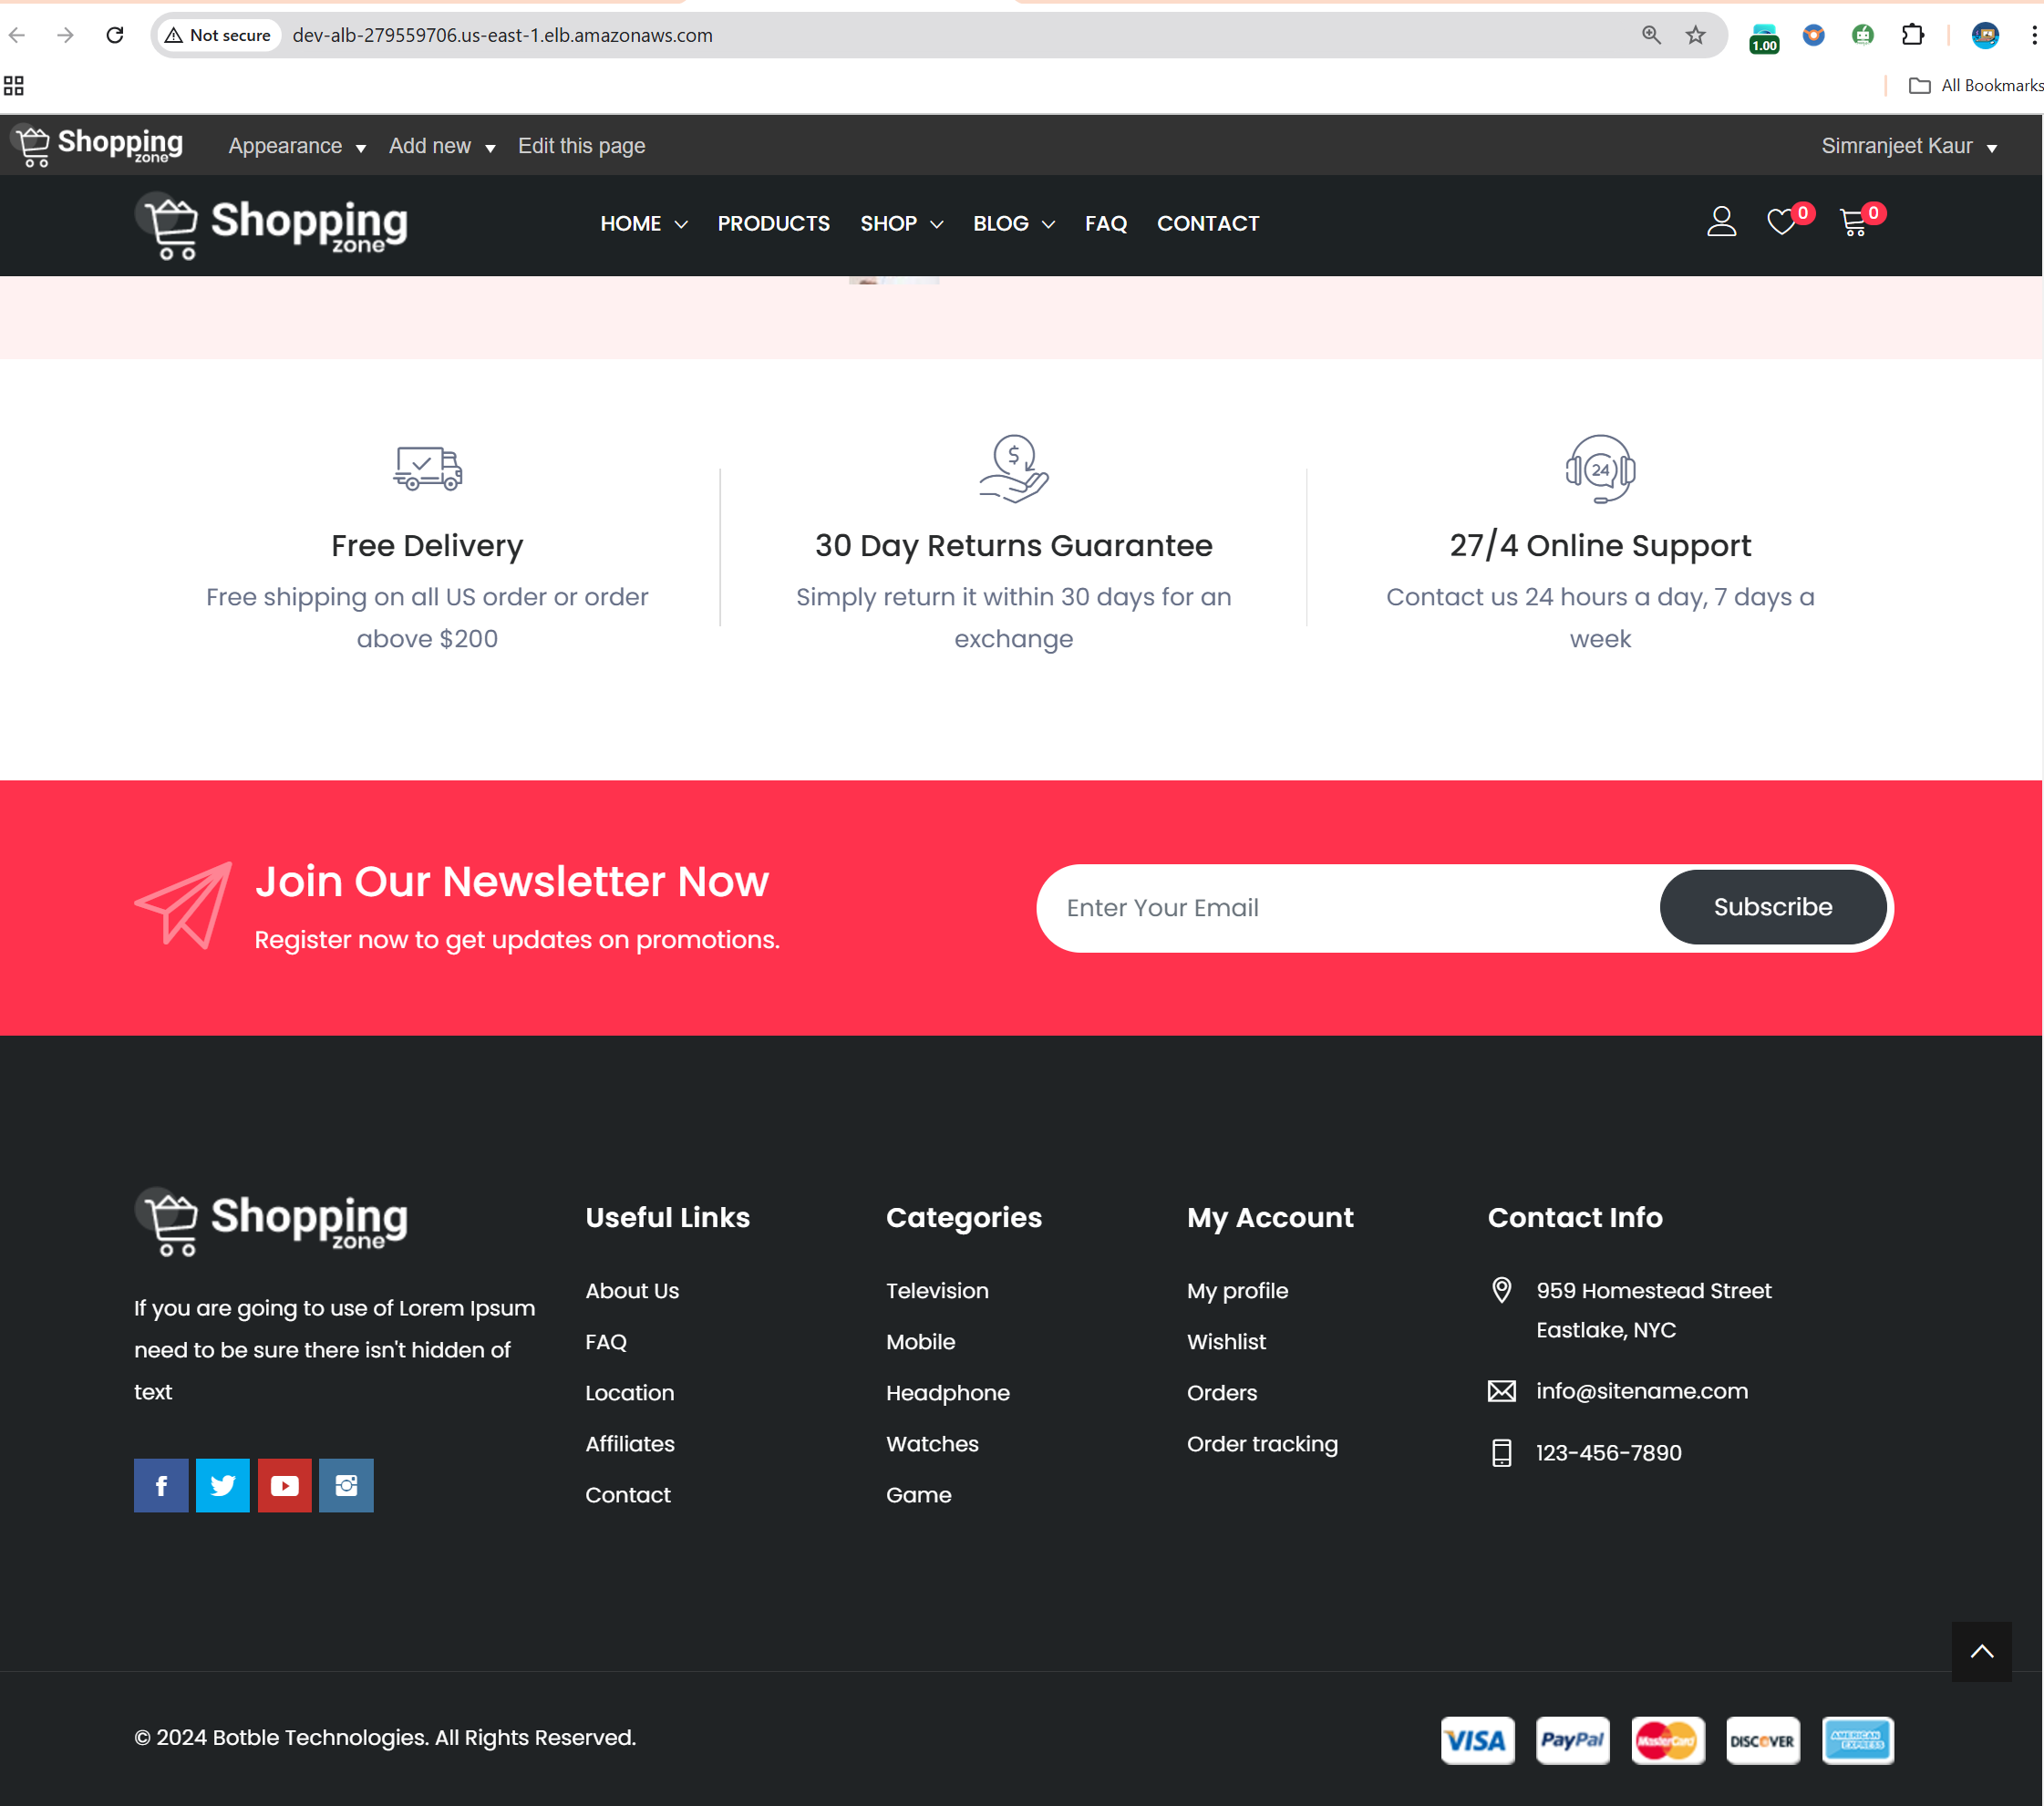 Not secure
dev-alb-279559706.us-east-1.elb.amazonaws.com
1.00
All Bookmarks
Shopping
zone
Appearance
Add new
Edit this page
Simranjeet Kaur
Shopping
zone
HOME
PRODUCTS
SHOP
BLOG
FAQ
CONTACT
0
0
$
24
Free Delivery
Free shipping on all US order or order
above $200
30 Day Returns Guarantee
Simply return it within 30 days for an
exchange
27/4 Online Support
Contact us 24 hours a day, 7 days a
week
Join Our Newsletter Now
Register now to get updates on promotions.
Enter Your Email
Subscribe
Shopping
zone
If you are going to use of Lorem Ipsum
need to be sure there isn't hidden of
text
f
Useful Links
About Us
FAQ
Location
Affiliates
Contact
Categories
Television
Mobile
Headphone
Watches
Game
My Account
My profile
Wishlist
Orders
Order tracking
Contact Info
959 Homestead Street
Eastlake, NYC
info@sitename.com
123-456-7890
© 2024 Botble Technologies. All Rights Reserved.
VISA
PayPal
MasterCard
DISCOVER
AMERICAN
EXPRESS